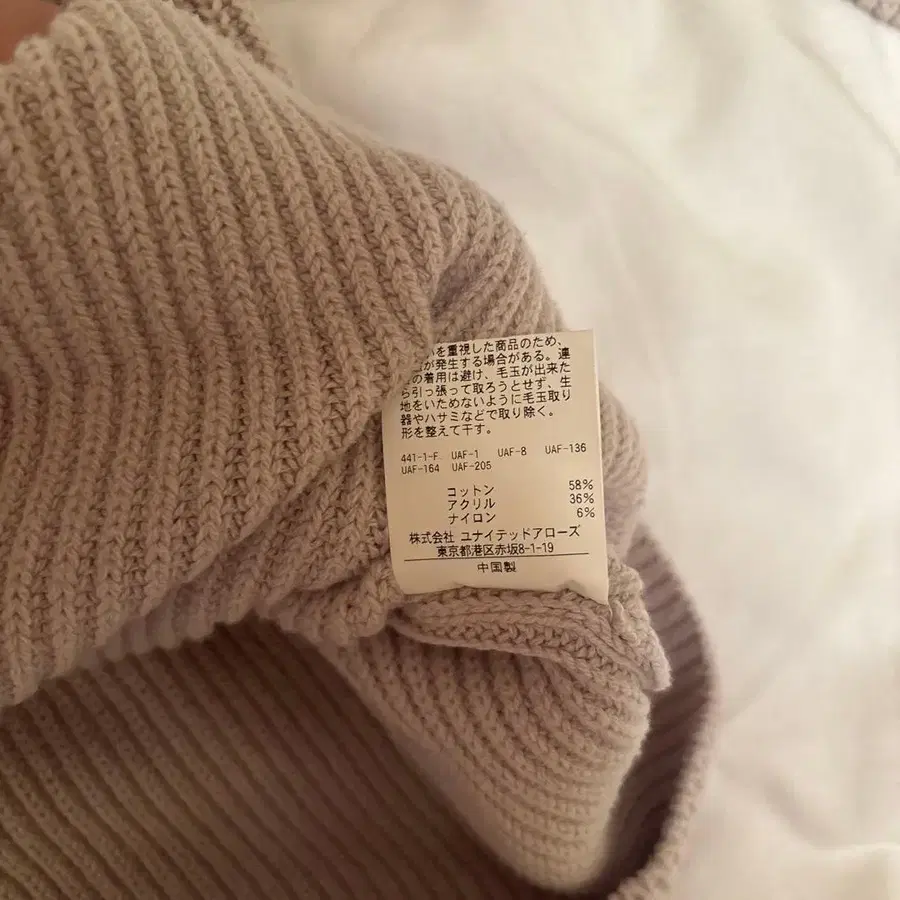 いを重視した商品のため、
が発生する場合がある。連
の着用は避け、毛玉が出来た
ら引っ張って取ろうとせず、生
地をいためないように毛玉取り
器やハサミなどで取り除く。
形を整えて干す。
441-1-F UAF-1 UAF-8 UAF-136
UAF-164 UAF-205
コットン 58%
アクリル 36%
ナイロン 6%
株式会社 ユナイテッドアローズ
東京都港区赤坂8-1-19
中国製